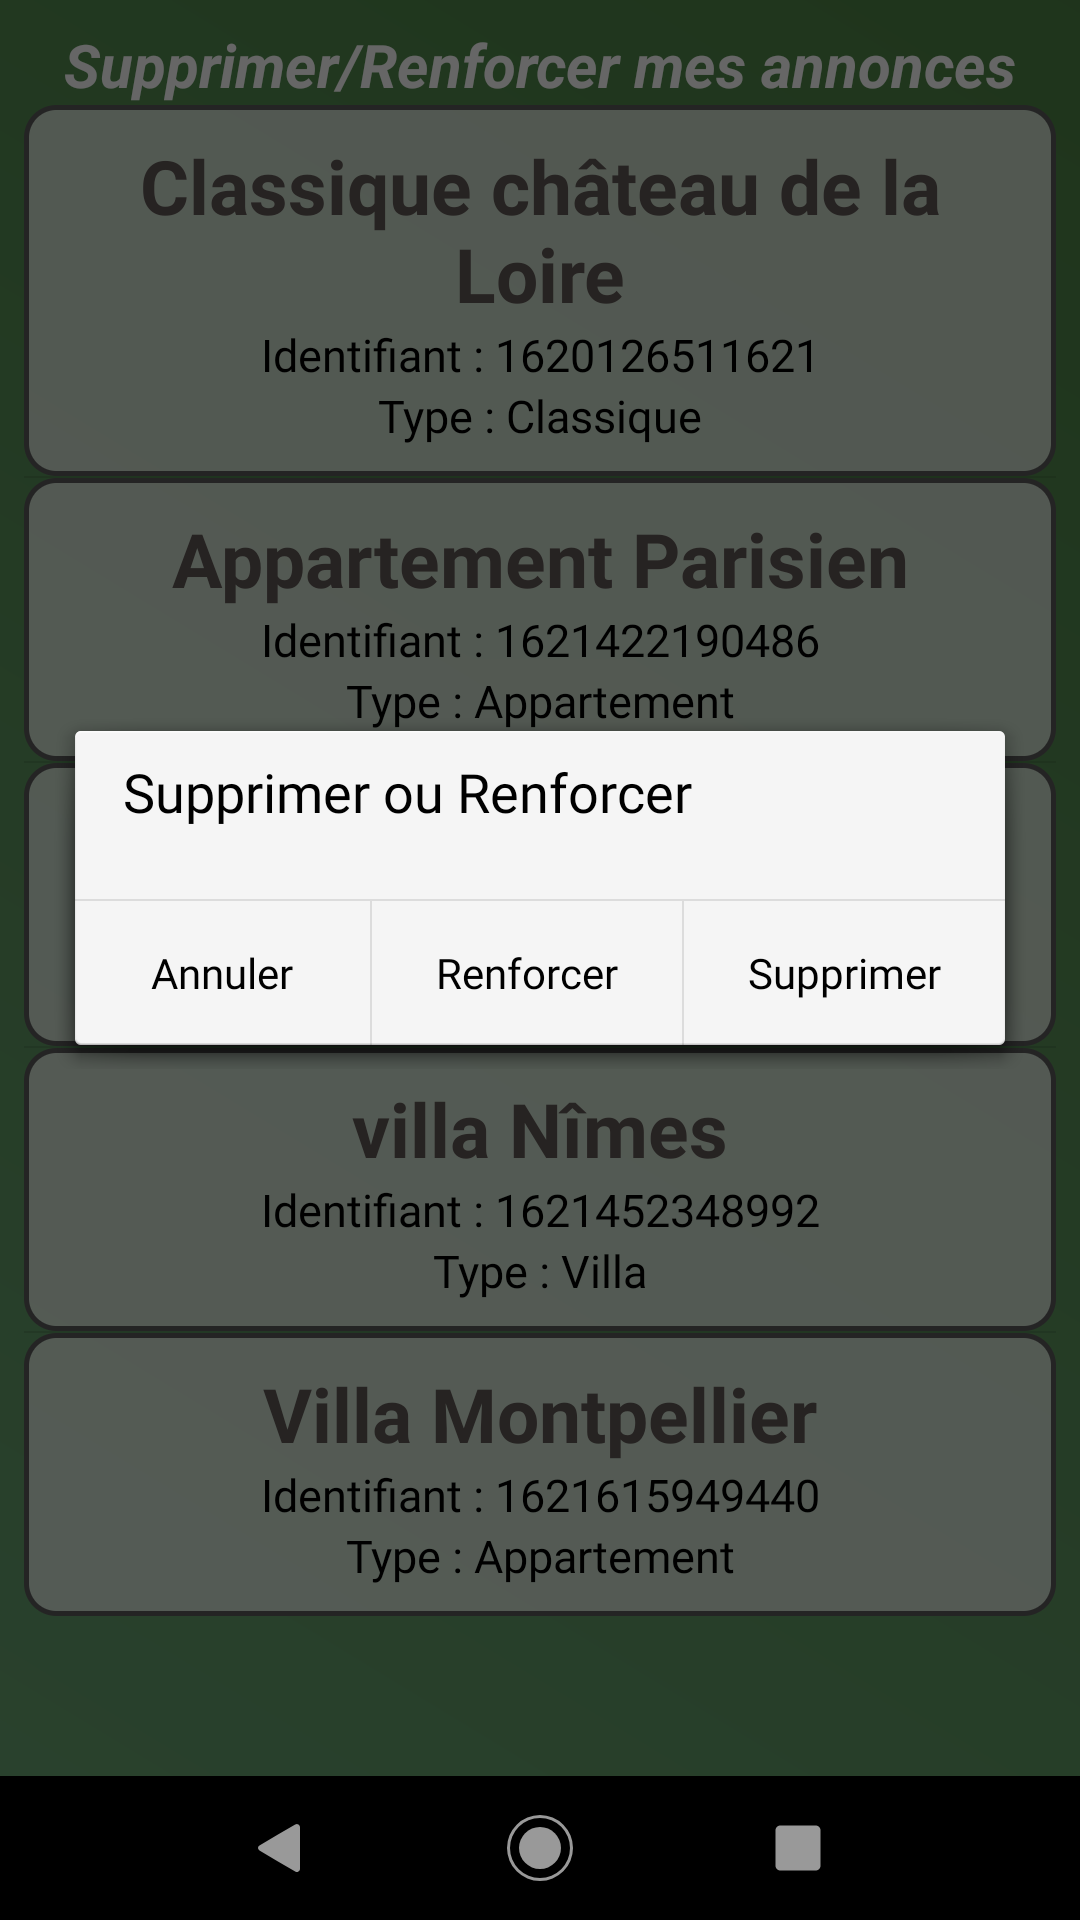 Supprimer/Renforcer mes annonces
Classique château de la
Loire
Identifiant : 1620126511621
Type : Classique
Appartement Parisien
Identifiant : 1621422190486
Type : Appartement
Supprimer ou Renforcer
Annuler
Renforcer
Supprimer
villa Nîmes
Identifiant : 1621452348992
Type : Villa
Villa Montpellier
Identifiant : 1621615949440
Type : Appartement